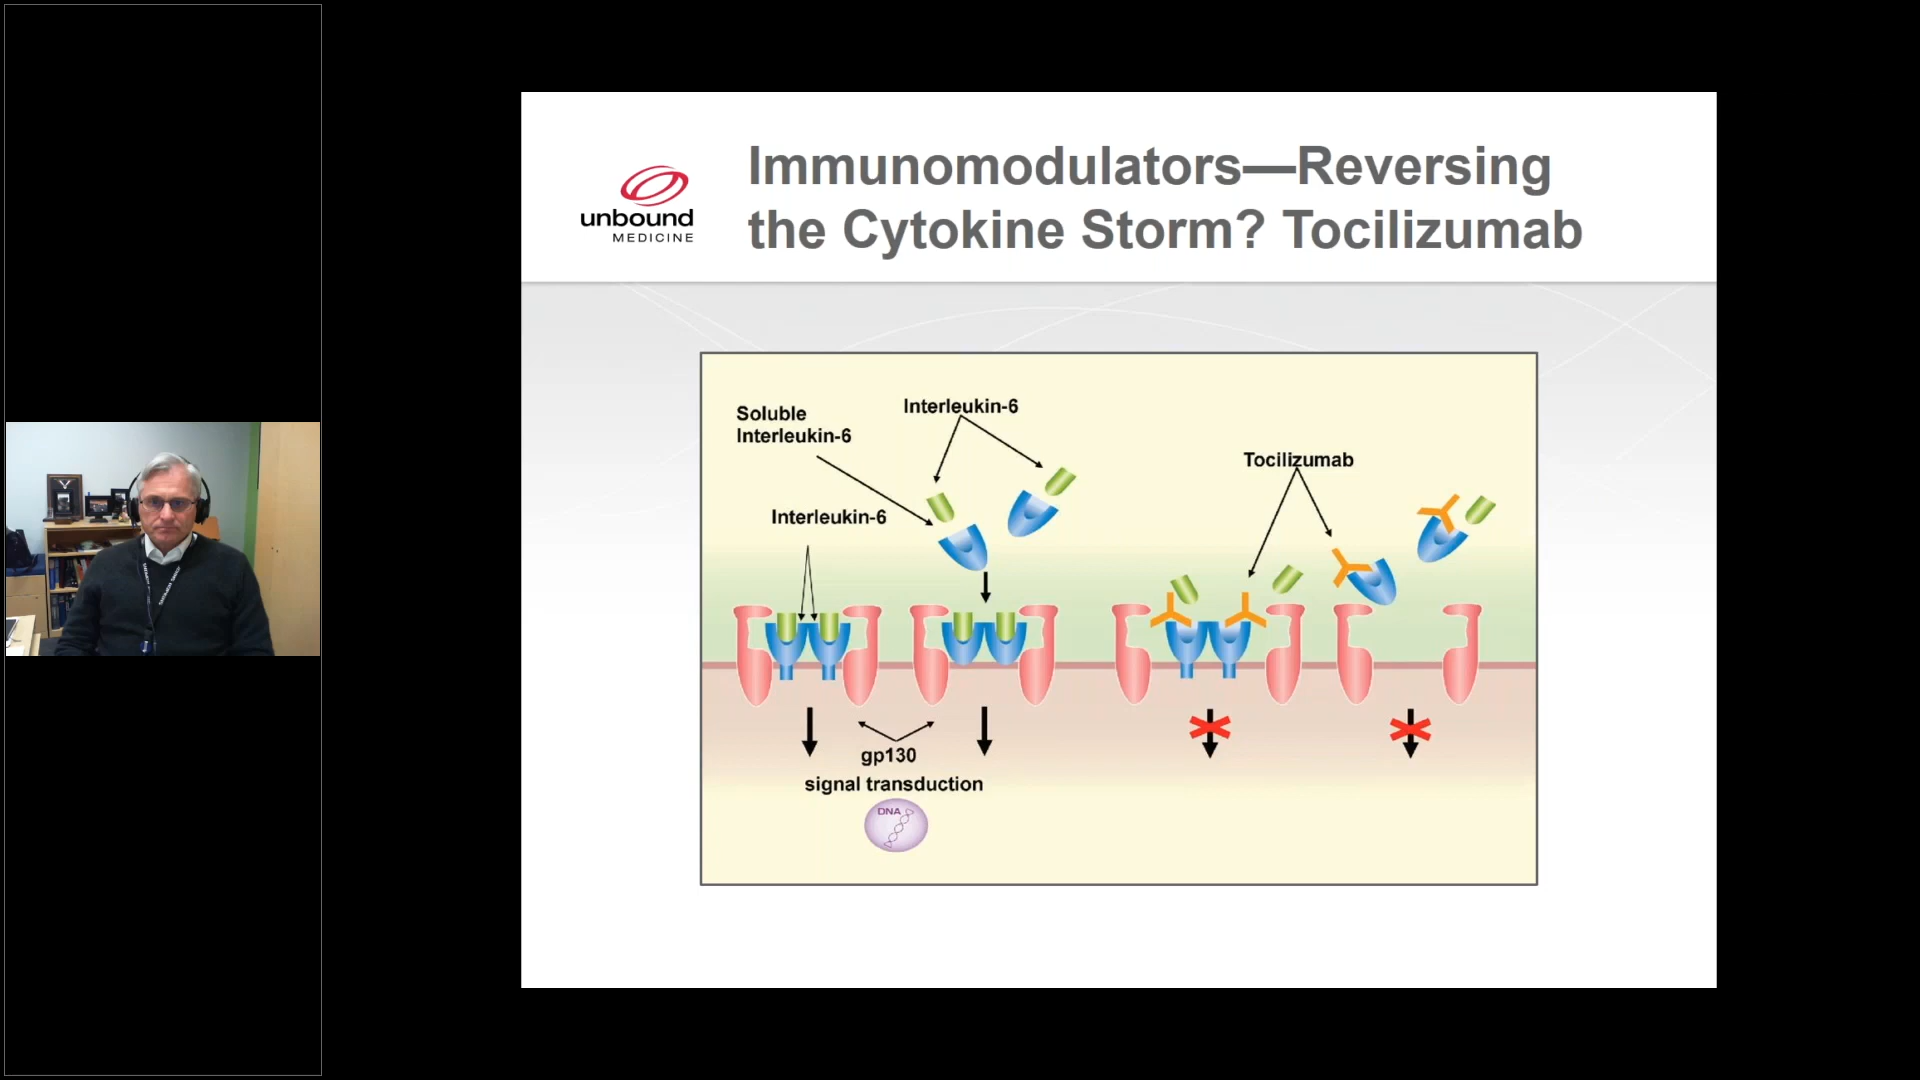 unbound
MEDICINE
Immunomodulators—Reversing
the Cytokine Storm? Tocilizumab
Soluble
Interleukin-6
Interleukin-6
Interleukin-6
Tocilizumab
gp130
signal transduction
DNA